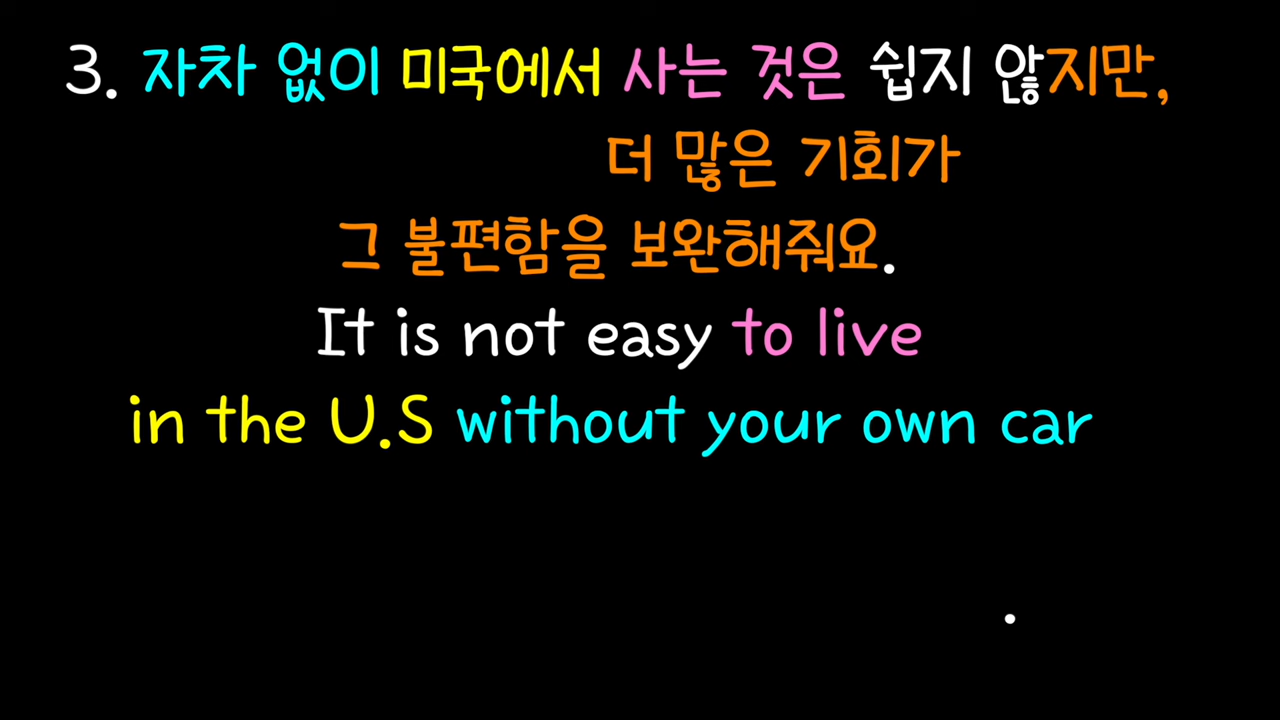 3. 자차 없이 미국에서 사는 것은 쉽지 않지만,
더 많은 기회가
그 불편함을 보완해줘요.
It is not easy to live
in the U.S without your own car
.